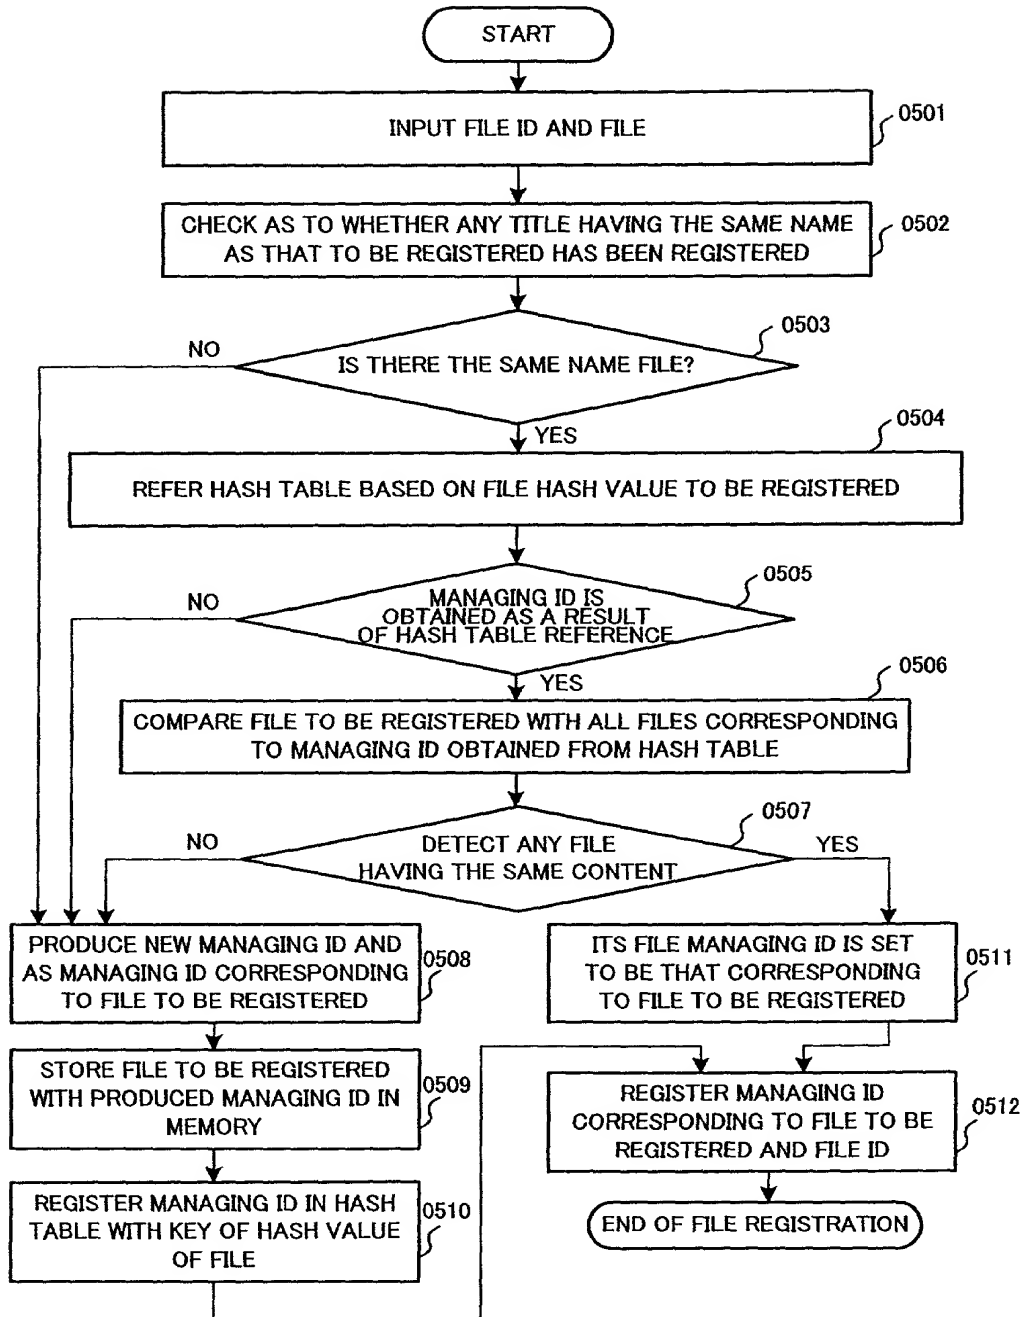 START
INPUT FILE ID AND FILE
0501
CHECK AS TO WHETHER ANY TITLE HAVING THE SAME NAME
AS THAT TO BE REGISTERED HAS BEEN REGISTERED
0502
0503
NO
IS THERE THE SAME NAME FILE?
YES
0504
REFER HASH TABLE BASED ON FILE HASH VALUE TO BE REGISTERED
0505
NO
MANAGING ID IS
OBTAINED AS A RESULT
OF HASH TABLE REFERENCE
YES
0506
COMPARE FILE TO BE REGISTERED WITH ALL FILES CORRESPONDING
TO MANAGING ID OBTAINED FROM HASH TABLE
0507
NO
DETECT ANY FILE
HAVING THE SAME CONTENT
YES
PRODUCE NEW MANAGING ID AND
AS MANAGING ID CORRESPONDING
TO FILE TO BE REGISTERED
0508
ITS FILE MANAGING ID IS SET
TO BE THAT CORRESPONDING
TO FILE TO BE REGISTERED
0511
STORE FILE TO BE REGISTERED
WITH PRODUCED MANAGING ID IN
MEMORY
0509
REGISTER MANAGING ID
CORRESPONDING TO FILE TO BE
REGISTERED AND FILE ID
0512
REGISTER MANAGING ID IN HASH
TABLE WITH KEY OF HASH VALUE
OF FILE
0510
END OF FILE REGISTRATION